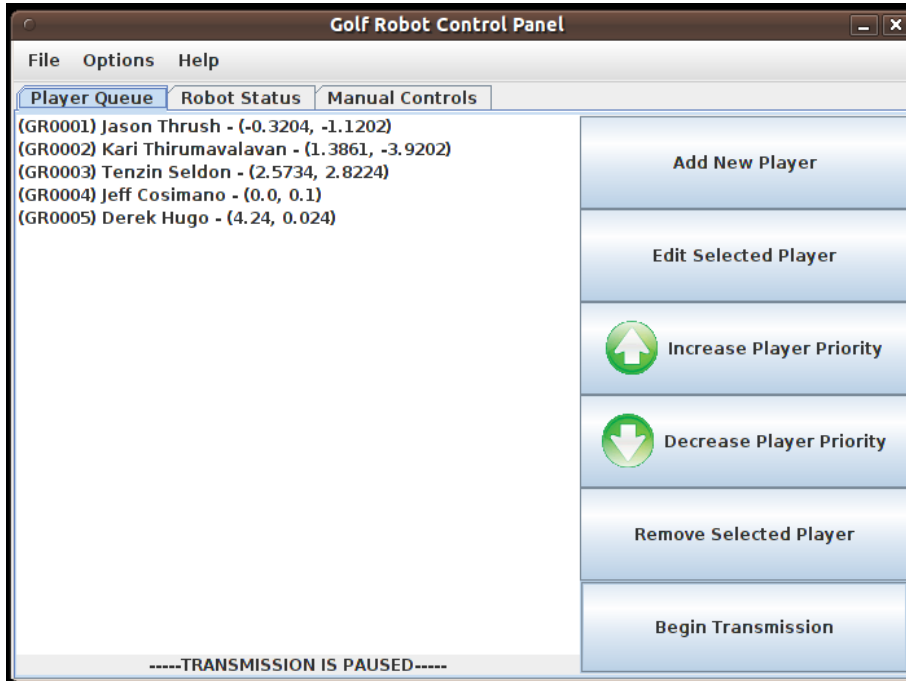 Golf Robot Control Panel
File Options Help
Player Queue Robot Status Manual Controls
(GR0001) Jason Thrush - (-0.3204, -1.1202)
(GR0002) Kari Thirumavalavan - (1.3861, -3.9202)
(GR0003) Tenzin Seldon - (2.5734, 2.8224)
(GR0004) Jeff Cosimano - (0.0, 0.1)
(GR0005) Derek Hugo - (4.24, 0.024)
-----TRANSMISSION IS PAUSED-----
Add New Player
Edit Selected Player
Increase Player Priority
Decrease Player Priority
Remove Selected Player
Begin Transmission